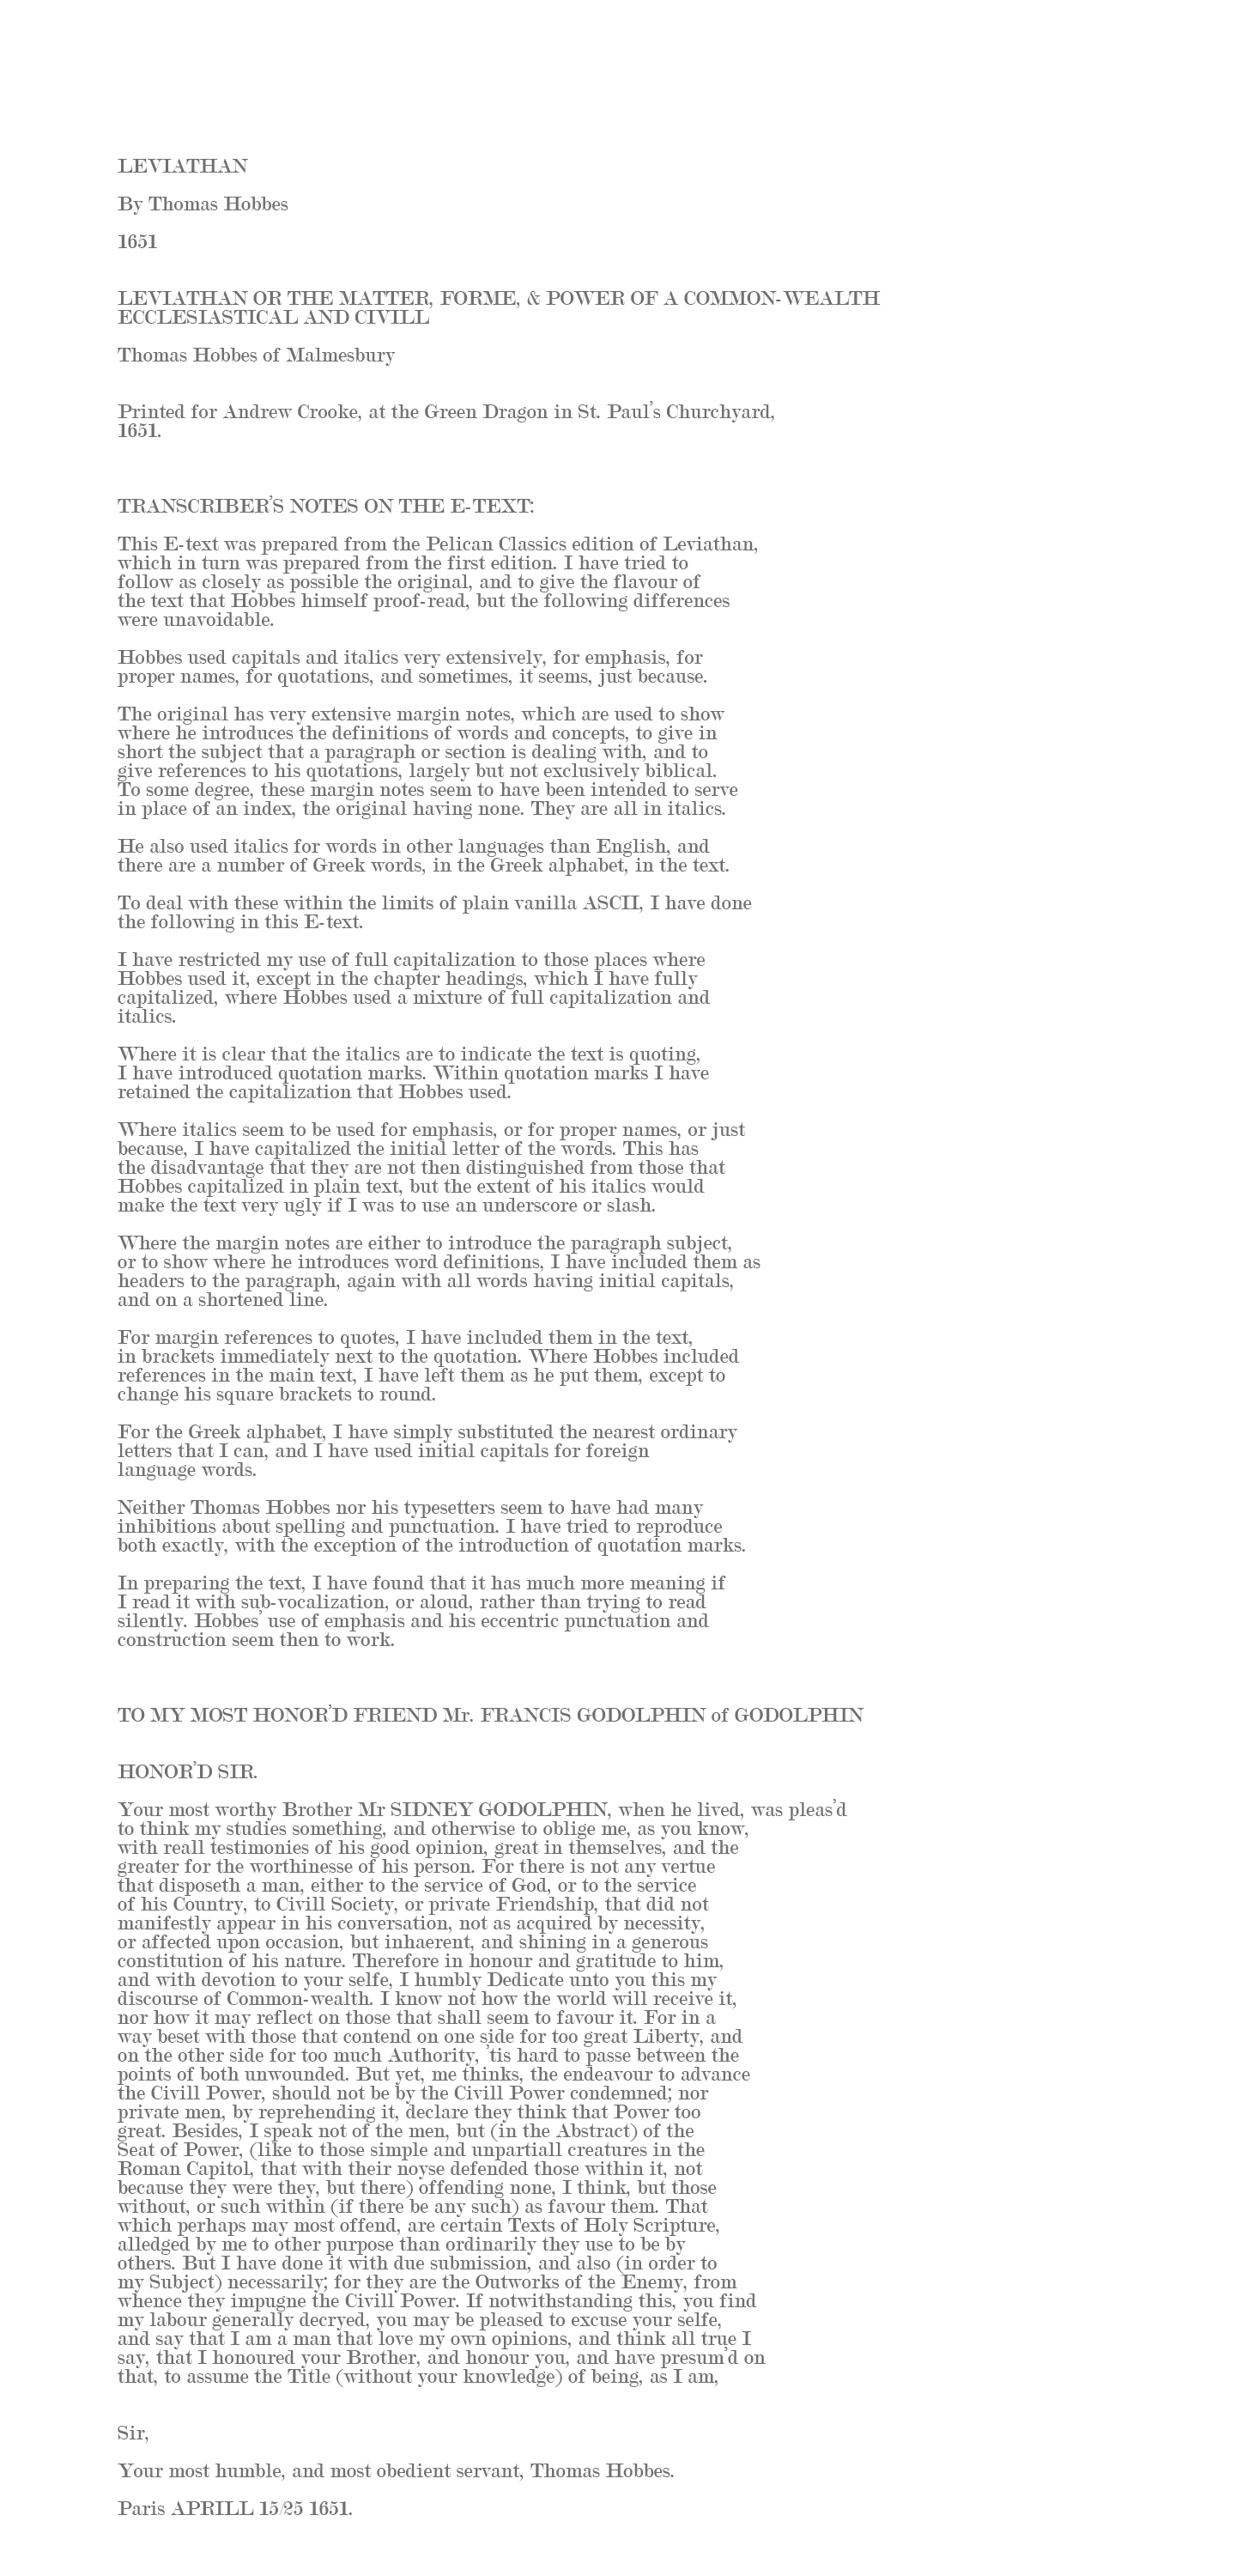 LEVIATHAN
By Thomas Hobbes
1651
LEVIATHAN OR THE MATTER, FORME, & POWER OF A COMMON-WEALTH
ECCLESIASTICAL AND CIVILL
Thomas Hobbes of Malmesbury
Printed for Andrew Crooke, at the Green Dragon in St. Paul's Churchyard,
1651.
TRANSCRIBER'S NOTES ON THE E-TEXT:
This E-text was prepared from the Pelican Classics edition of Leviathan,
which in turn was prepared from the first edition. I have tried to
follow as closely as possible the original, and to give the flavour of
the text that Hobbes himself proof-read, but the following differences
were unavoidable.
Hobbes used capitals and italics very extensively, for emphasis, for
proper names, for quotations, and sometimes, it seems, just because.
The original has very extensive margin notes, which are used to show
where he introduces the definitions of words and concepts, to give in
short the subject that a paragraph or section is dealing with, and to
give references to his quotations, largely but not exclusively biblical.
To some degree, these margin notes seem to have been intended to serve
in place of an index, the original having none. They are all in italics.
He also used italics for words in other languages than English, and
there are a number of Greek words, in the Greek alphabet, in the text.
To deal with these within the limits of plain vanilla ASCII, I have done
the following in this E-text.
I have restricted my use of full capitalization to those places where
Hobbes used it, except in the chapter headings, which I have fully
capitalized, where Hobbes used a mixture of full capitalization and
italics.
Where it is clear that the italics are to indicate the text is quoting,
I have introduced quotation marks. Within quotation marks I have
retained the capitalization that Hobbes used.
Where italics seem to be used for emphasis, or for proper names, or just
because, I have capitalized the initial letter of the words. This has
the disadvantage that they are not then distinguished from those that
Hobbes capitalized in plain text, but the extent of his italics would
make the text very ugly if I was to use an underscore or slash.
Where the margin notes are either to introduce the paragraph subject,
or to show where he introduces word definitions, I have included them as
headers to the paragraph, again with all words having initial capitals,
and on a shortened line.
For margin references to quotes, I have included them in the text,
in brackets immediately next to the quotation. Where Hobbes included
references in the main text, I have left them as he put them, except to
change his square brackets to round.
For the Greek alphabet, I have simply substituted the nearest ordinary
letters that I can, and I have used initial capitals for foreign
language words.
Neither Thomas Hobbes nor his typesetters seem to have had many
inhibitions about spelling and punctuation. I have tried to reproduce
both exactly, with the exception of the introduction of quotation marks.
In preparing the text, I have found that it has much more meaning if
I read it with sub-vocalization, or aloud, rather than trying to read
silently. Hobbes' use of emphasis and his eccentric punctuation and
construction seem then to work.
TO MY MOST HONOR'D FRIEND Mr. FRANCIS GODOLPHIN of GODOLPHIN
HONOR'D SIR.
Your most worthy Brother Mr SIDNEY GODOLPHIN, when he lived, was pleas'd
to think my studies something, and otherwise to oblige me, as you know,
with reall testimonies of his good opinion, great in themselves, and the
greater for the worthinesse of his person. For there is not any vertue
that disposeth a man, either to the service of God, or to the service
of his Country, to Civill Society, or private Friendship, that did not
manifestly appear in his conversation, not as acquired by necessity,
or affected upon occasion, but inhaerent, and shining in a generous
constitution of his nature. Therefore in honour and gratitude to him,
and with devotion to your selfe, I humbly Dedicate unto you this my
discourse of Common-wealth. I know not how the world will receive it,
nor how it may reflect on those that shall seem to favour it. For in a
way beset with those that contend on one side for too great Liberty, and
on the other side for too much Authority, 'tis hard to passe between the
points of both unwounded. But yet, me thinks, the endeavour to advance
the Civill Power, should not be by the Civill Power condemned; nor
private men, by reprehending it, declare they think that Power too
great. Besides, I speak not of the men, but (in the Abstract) of the
Seat of Power, (like to those simple and unpartiall creatures in the
Roman Capitol, that with their noyse defended those within it, not
because they were they, but there) offending none, I think, but those
without, or such within (if there be any such) as favour them. That
which perhaps may most offend, are certain Texts of Holy Scripture,
alledged by me to other purpose than ordinarily they use to be by
others. But I have done it with due submission, and also (in order to
my Subject) necessarily; for they are the Outworks of the Enemy, from
whence they impugne the Civill Power. If notwithstanding this, you find
my labour generally decryed, you may be pleased to excuse your selfe,
and say that I am a man that love my own opinions, and think all true I
say, that I honoured your Brother, and honour you, and have presum'd on
that, to assume the Title (without your knowledge) of being, as I am,
Sir,
Your most humble, and most obedient servant, Thomas Hobbes.
Paris APRILL 15/25 1651.